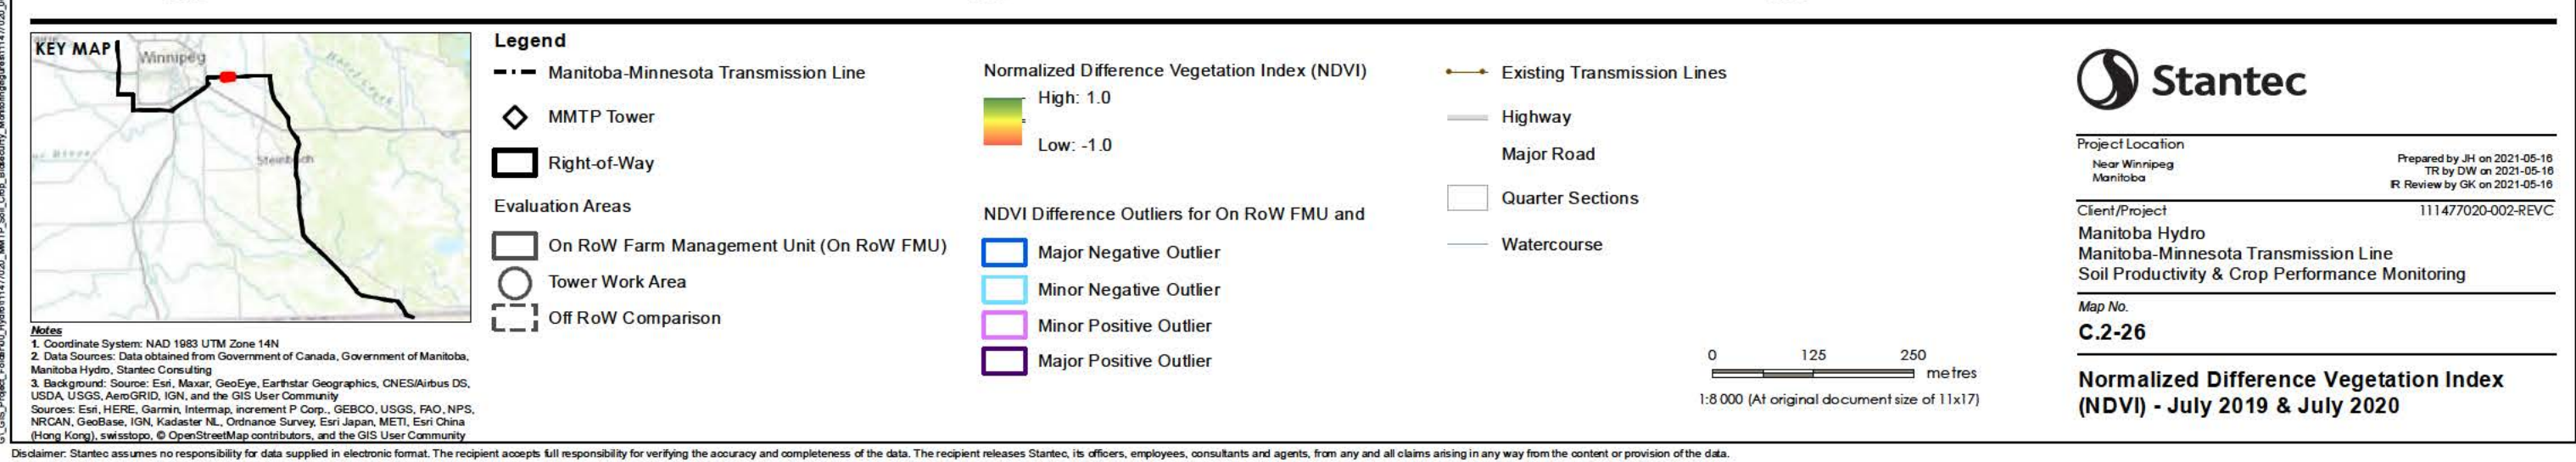 KEY MAP
Winnipeg
Steinbach
Notes
1. Coordinate System: NAD 1983 UTM Zone 14N
2. Data Sources: Data obtained from Government of Canada, Government of Manitoba,
Manitoba Hydro, Stantec Consulting
3. Background: Source: Esri, Maxar, GeoEye, Earthstar Geographics, CNES/Airbus DS,
USDA, USGS, AeroGRID, IGN, and the GIS User Community
Sources: Esri, HERE, Garmin, Intermap, increment P Corp., GEBCO, USGS, FAO, NPS,
NRCAN, GeoBase, IGN, Kadaster NL, Ordnance Survey, Esri Japan, METI, Esri China
(Hong Kong), swisstopo, © OpenStreetMap contributors, and the GIS User Community
Legend
Manitoba-Minnesota Transmission Line
MMTP Tower
Right-of-Way
Evaluation Areas
On RoW Farm Management Unit (On RoW FMU)
Tower Work Area
Off RoW Comparison
Normalized Difference Vegetation Index (NDVI)
High: 1.0
Low: -1.0
NDVI Difference Outliers for On RoW FMU and
Major Negative Outlier
Minor Negative Outlier
Minor Positive Outlier
Major Positive Outlier
Existing Transmission Lines
Highway
Major Road
Quarter Sections
Watercourse
0 125 250
metres
1:8 000 (At original document size of 11x17)
Stantec
Project Location
Near Winnipeg
Manitoba
Prepared by JH on 2021-05-16
TR by DW on 2021-05-16
IR Review by GK on 2021-05-16
Client/Project 111477020-002-REVC
Manitoba Hydro
Manitoba-Minnesota Transmission Line
Soil Productivity & Crop Performance Monitoring
Map No.
C.2-26
Normalized Difference Vegetation Index
(NDVI) - July 2019 & July 2020
Disclaimer: Stantec assumes no responsibility for data supplied in electronic format. The recipient accepts full responsibility for verifying the accuracy and completeness of the data. The recipient releases Stantec, its officers, employees, consultants and agents, from any and all claims arising in any way from the content or provision of the data.